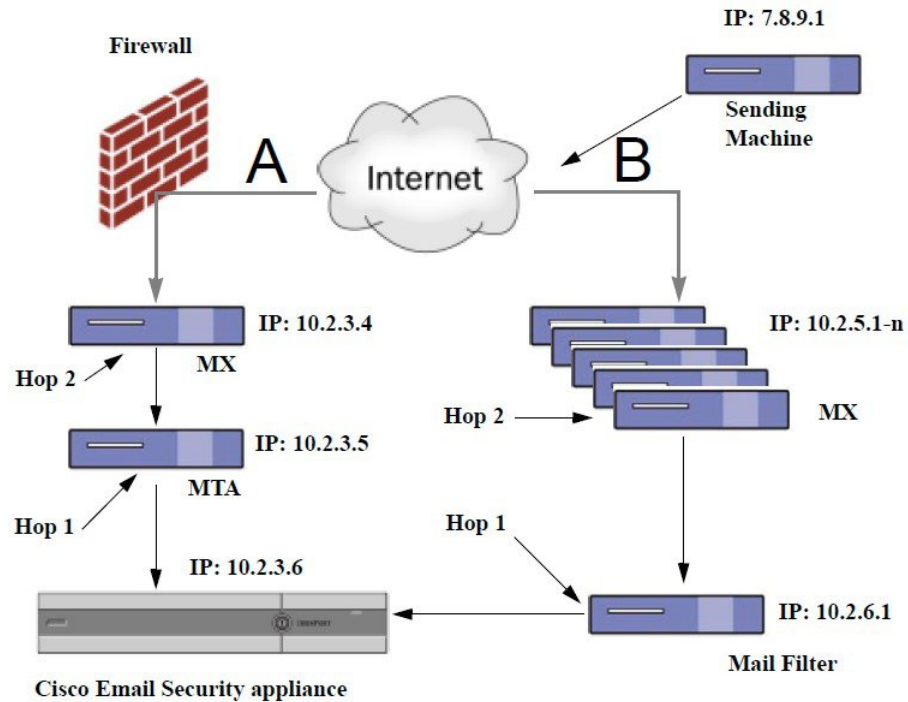 IP: 7.8.9.1
Firewall
Sending
Machine
A
Internet
B
IP: 10.2.3.4
IP: 10.2.5.1-n
MX
Hop 2
Hop 2
MX
IP: 10.2.3.5
MTA
Hop 1
Hop 1
IP: 10.2.3.6
IP: 10.2.6.1
Mail Filter
Cisco Email Security appliance